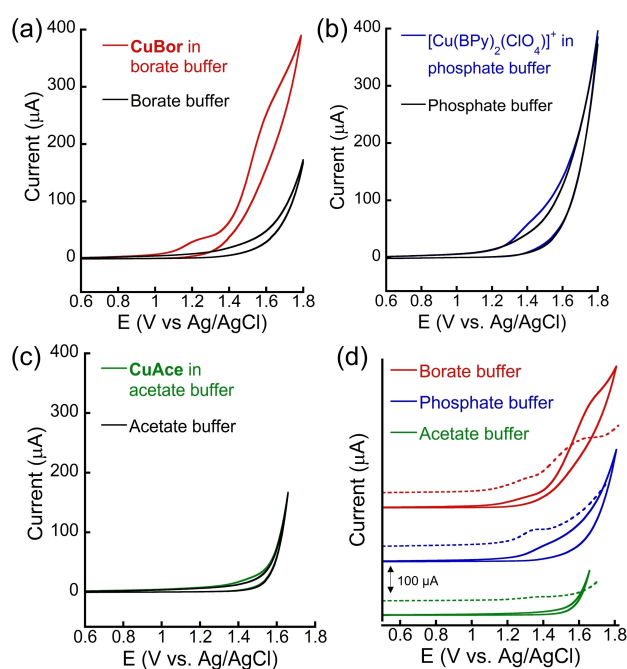 (a)
CuBor in
borate buffer
Borate buffer
Current (μA)
400
300
200
100
0
0.6 0.8 1 1.2 1.4 1.6 1.8
E (V vs Ag/AgCl)
(b)
[Cu(BPy)2(ClO4)]+ in
phosphate buffer
Phosphate buffer
Current (μA)
400
300
200
100
0
0.6 0.8 1 1.2 1.4 1.6 1.8
E (V vs. Ag/AgCl)
(c)
CuAce in
acetate buffer
Acetate buffer
Current (μA)
400
300
200
100
0
0.6 0.8 1 1.2 1.4 1.6 1.8
E (V vs. Ag/AgCl)
(d)
Borate buffer
Phosphate buffer
Acetate buffer
Current (μA)
100 μA
0.6 0.8 1 1.2 1.4 1.6 1.8
E (V vs. Ag/AgCl)